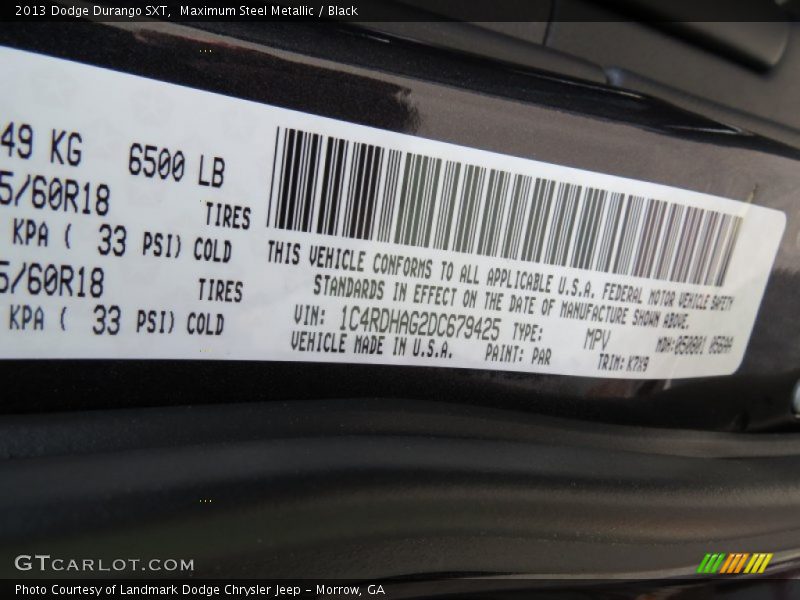 2013 Dodge Durango SXT, Maximum Steel Metallic / Black
49 KG 6500 LB
5/60R18 TIRES
KPA ( 33 PSI) COLD
5/60R18 TIRES
KPA ( 33 PSI) COLD
THIS VEHICLE CONFORMS TO ALL APPLICABLE U.S.A. FEDERAL MOTOR VEHICLE SAFETY
STANDARDS IN EFFECT ON THE DATE OF MANUFACTURE SHOWN ABOVE.
VIN: 1C4RDHAG2DC679425 TYPE: MPV MDH:
VEHICLE MADE IN U.S.A. PAINT: PAR TRIM: K7X9
GTCARLOT.COM
Photo Courtesy of Landmark Dodge Chrysler Jeep - Morrow, GA